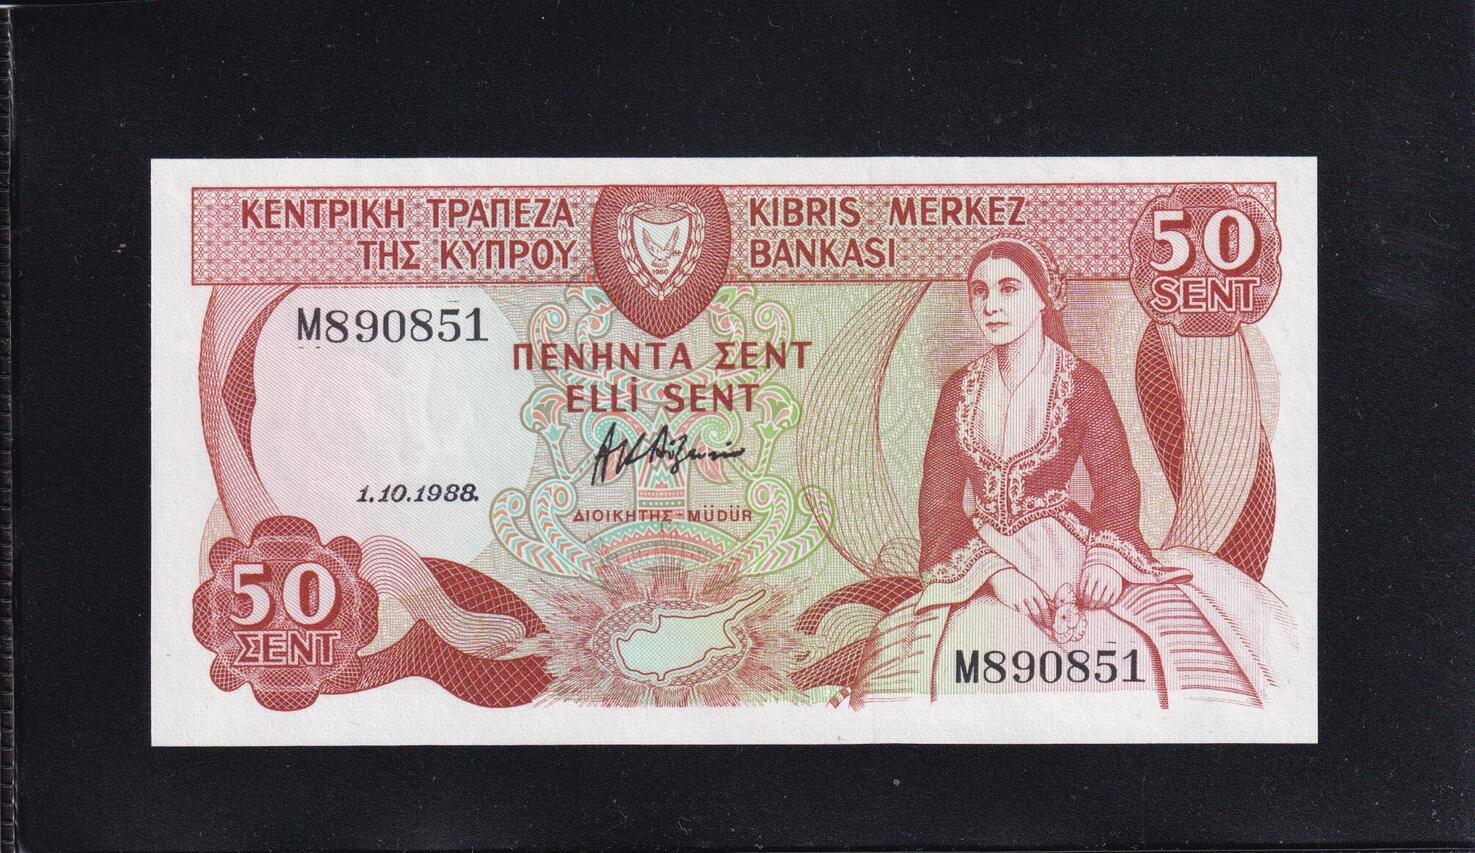 ΚΕΝΤΡΙΚΗ ΤΡΑΠΕΖΑ
ΤΗΣ ΚΥΠΡΟΥ
KIBRIS MERKEZ
BANKASI
50
SENT
1960
M890851
ΠΕΝΗΝΤΑ ΣΕΝΤ
ELLİ SENT
1.10.1988.
ΔΙΟΙΚΗΤΗΣ - MÜDÜR
50
ΣΕΝΤ
M890851